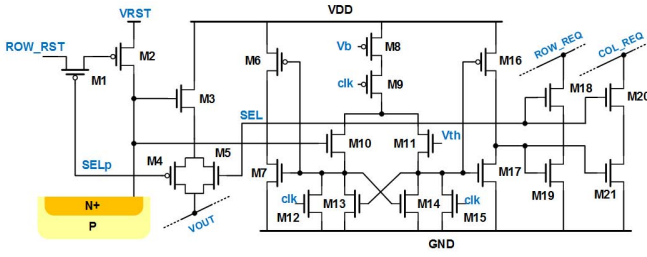 VDD
VRST
ROW_RST
M1
M2
M3
M6
Vb
M8
clk
M9
M16
ROW_REQ
COL_REQ
M18
M20
SEL
M10
M11
Vth
SELp
M4
M5
M7
M17
M19
M21
clk
M12
M13
M14
clk
M15
N+
P
VOUT
GND